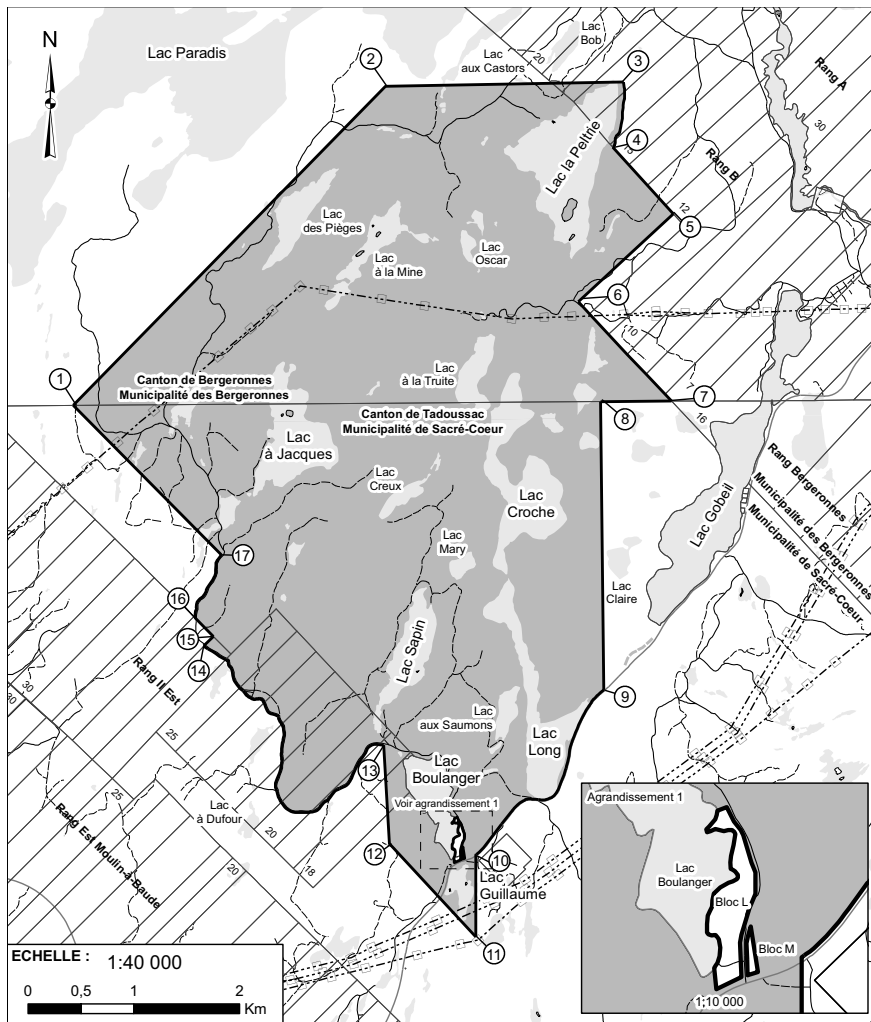 N
Lac Paradis
2
Lac
aux Castors
20
Lac
Bob
3
Rang A
30
4
15
Rang B
Lac la Peltrie
12
5
Lac
des Pièges
Lac
à la Mine
Lac
Oscar
6
10
1
Canton de Bergeronnes
Municipalité des Bergeronnes
Lac
à la Truite
7
7
16
8
Canton de Tadoussac
Municipalité de Sacré-Coeur
Lac
à Jacques
Lac
Creux
Lac
Croche
Lac Gobeil
Rang Bergeronnes
Municipalité des Bergeronnes
Municipalité de Sacré-Coeur
17
Lac
Mary
Lac
Claire
16
15
14
Lac Sapin
Rang II Est
30
30
25
25
9
Lac
aux Saumons
Lac
Long
13
Lac
Boulanger
Voir agrandissement 1
Lac
à Dufour
20
18
20
Rang Est Moulin-à-Baude
12
10
Lac
Guillaume
11
Agrandissement 1
Lac
Boulanger
Bloc L
Bloc M
1:10 000
ECHELLE : 1:40 000
0 0,5 1 2
Km